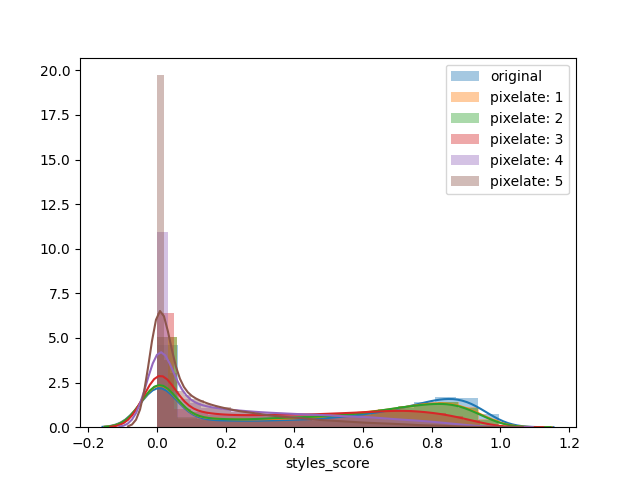 20.0
17.5
15.0
12.5
10.0
7.5
5.0
2.5
0.0
−0.2 0.0 0.2 0.4 0.6 0.8 1.0 1.2
styles_score
original
pixelate: 1
pixelate: 2
pixelate: 3
pixelate: 4
pixelate: 5